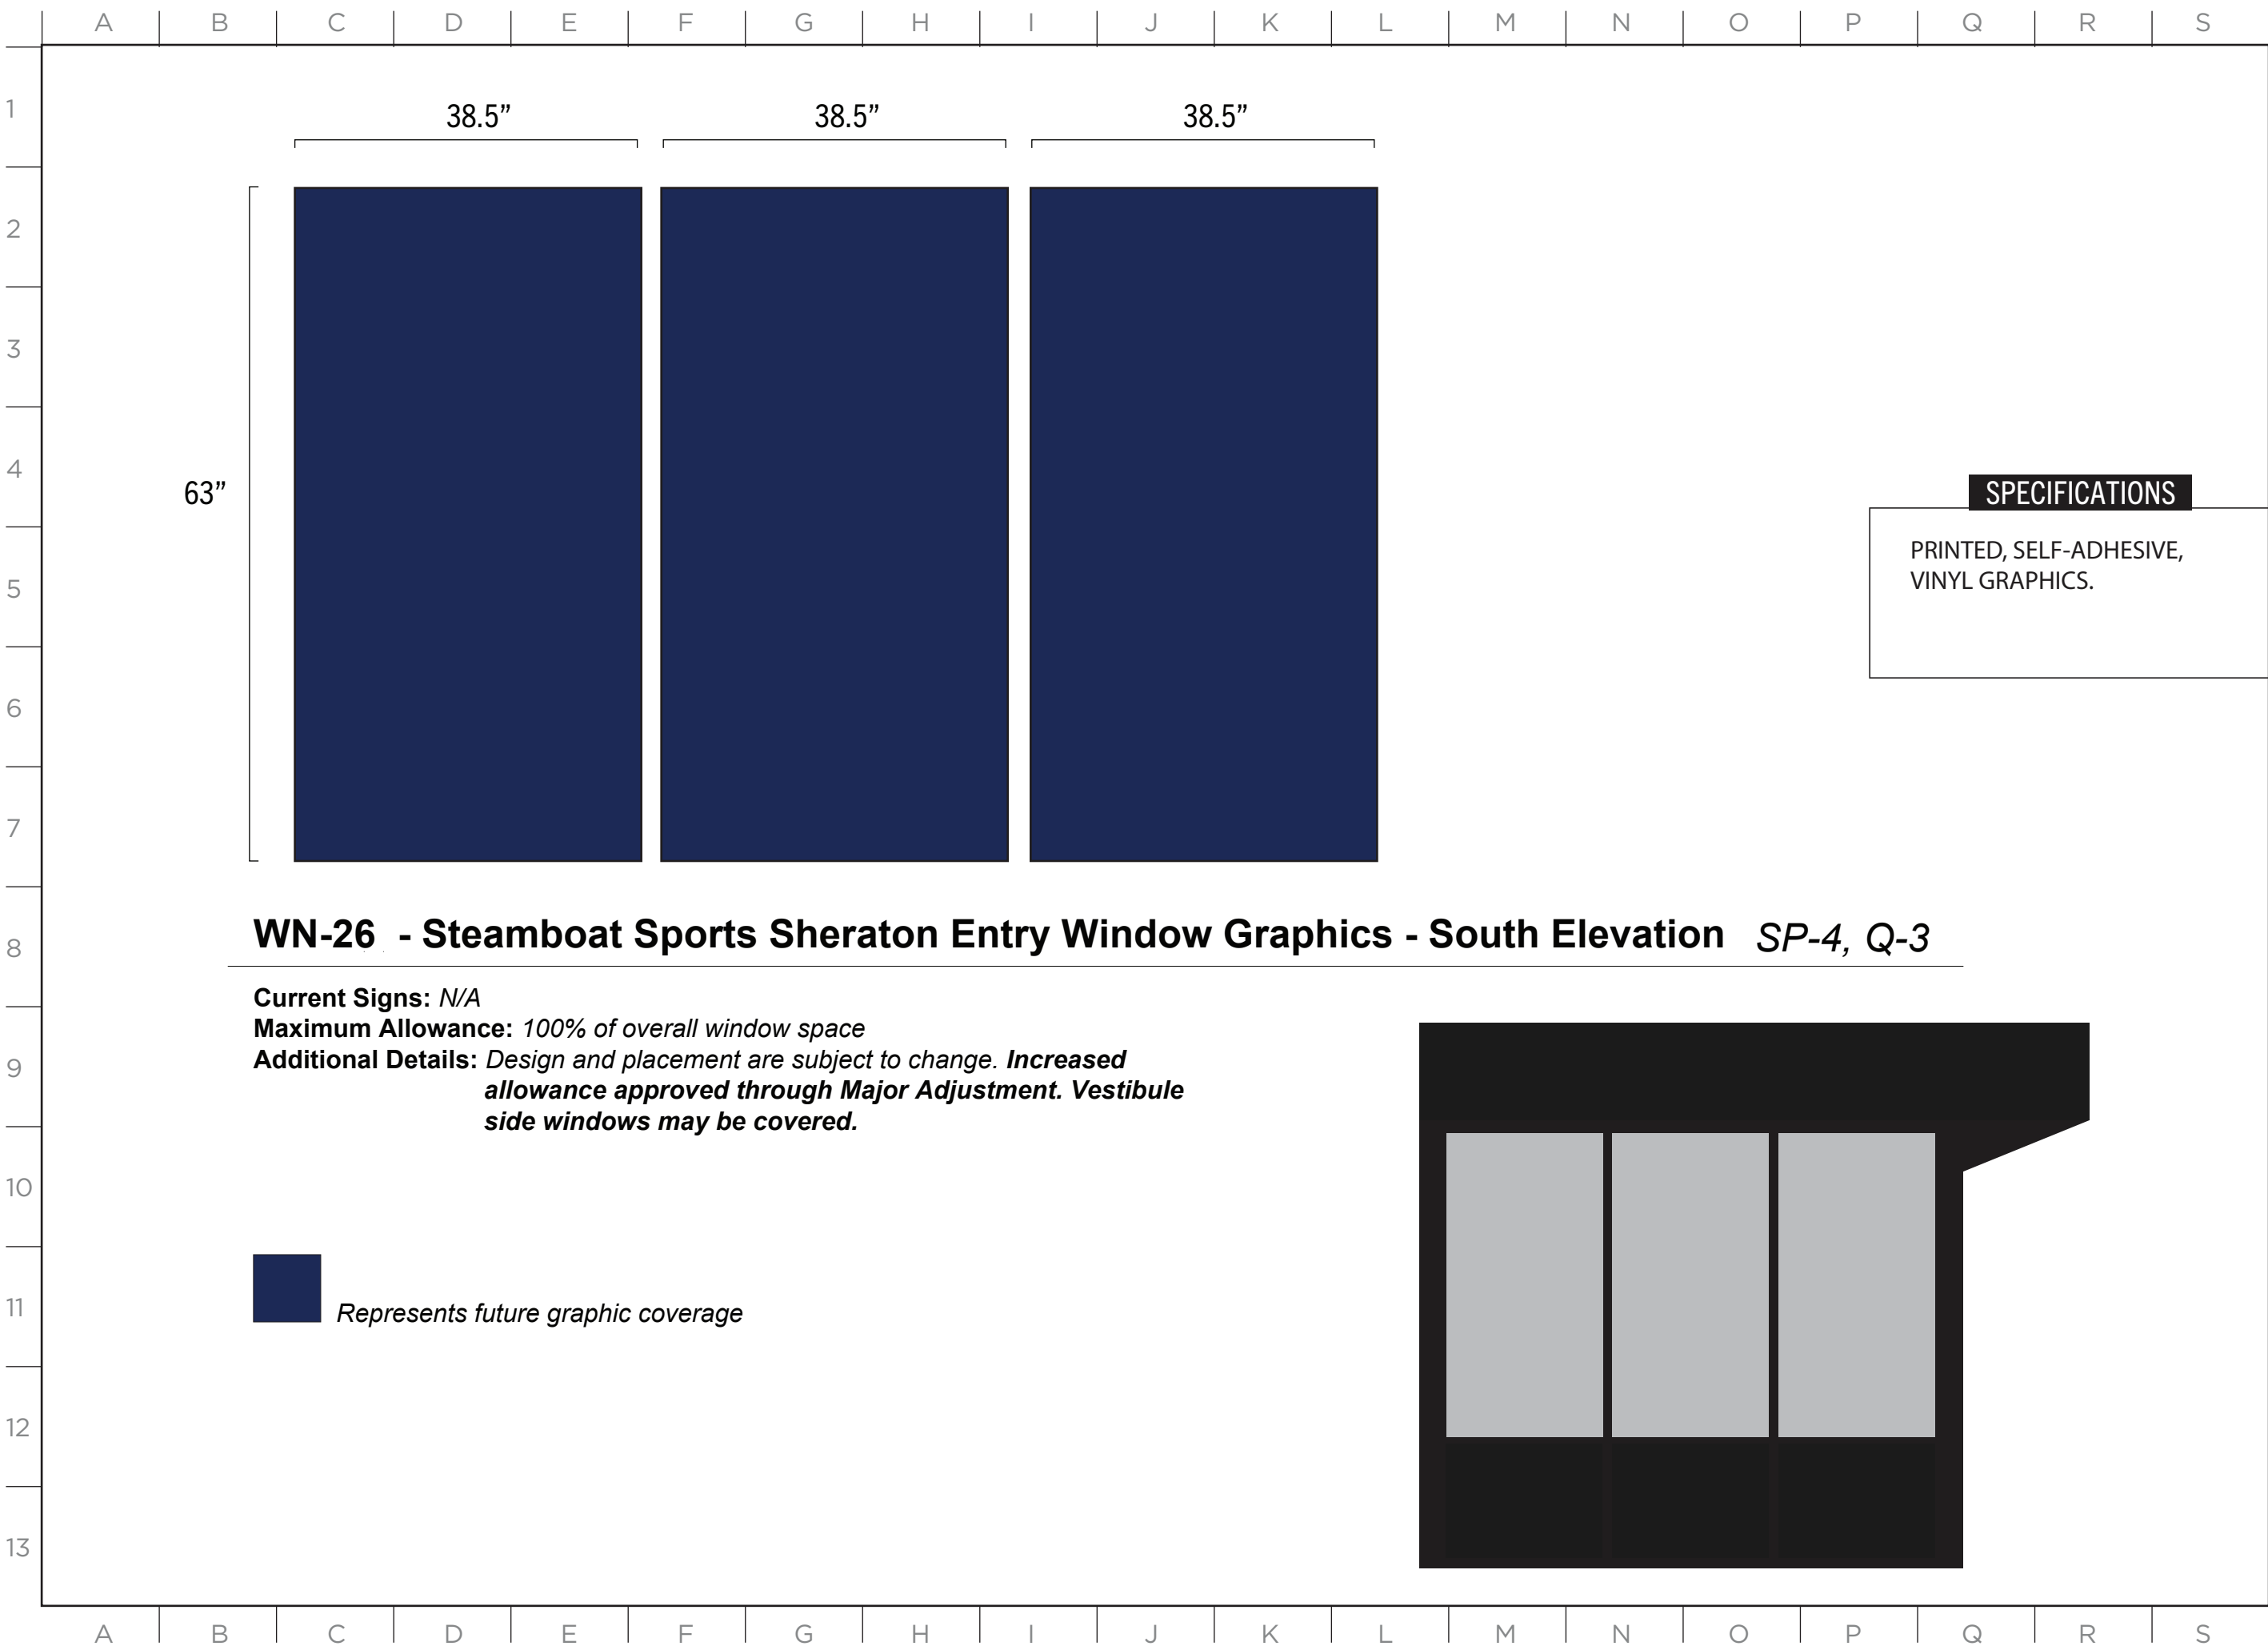 A B C D E F G H I J K L M N O P Q R S
1
38.5” 38.5” 38.5”
2
3
4
63”
SPECIFICATIONS
PRINTED, SELF-ADHESIVE,
VINYL GRAPHICS.
5
6
7
WN-26 - Steamboat Sports Sheraton Entry Window Graphics - South Elevation SP-4, Q-3
8
Current Signs: N/A
Maximum Allowance: 100% of overall window space
Additional Details: Design and placement are subject to change. Increased
allowance approved through Major Adjustment. Vestibule
side windows may be covered.
9
10
11
Represents future graphic coverage
12
13
A B C D E F G H I J K L M N O P Q R S